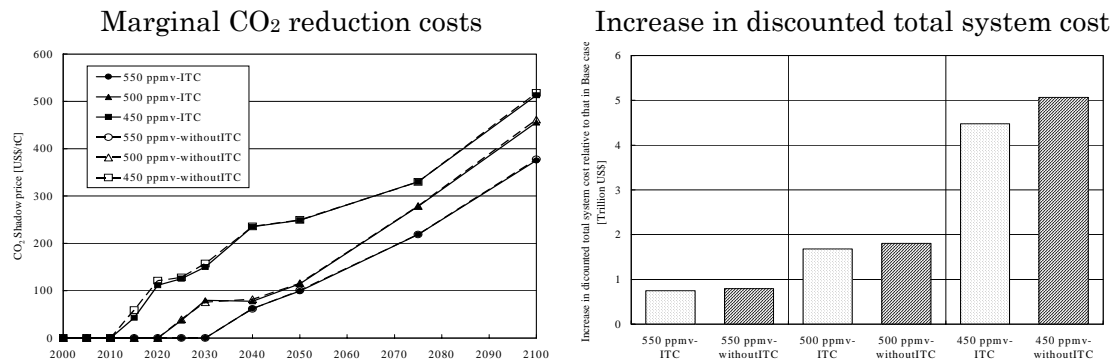 Marginal CO₂ reduction costs
CO₂ Shadow price [US$/tC]
600
500
400
300
200
100
0
550 ppmv-ITC
500 ppmv-ITC
450 ppmv-ITC
550 ppmv-withoutITC
500 ppmv-withoutITC
450 ppmv-withoutITC
2000 2010 2020 2030 2040 2050 2060 2070 2080 2090 2100
Increase in discounted total system cost
Increase in discounted total system cost relative to that in Base case
[Trillion US$]
6
5
4
3
2
1
0
550 ppmv- 550 ppmv- 500 ppmv- 500 ppmv- 450 ppmv- 450 ppmv-
ITC withoutITC ITC withoutITC ITC withoutITC